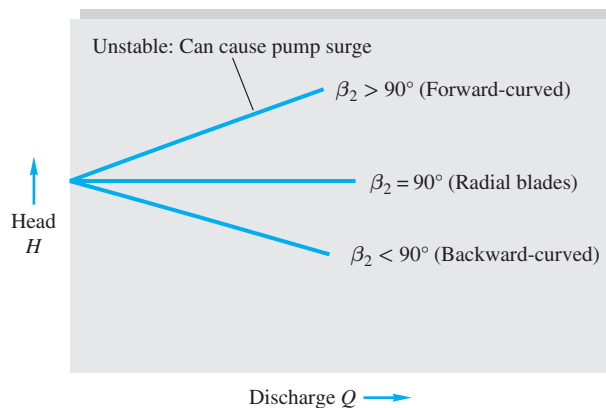 Unstable: Can cause pump surge
β₂ > 90° (Forward-curved)
β₂ = 90° (Radial blades)
Head
H
β₂ < 90° (Backward-curved)
Discharge Q